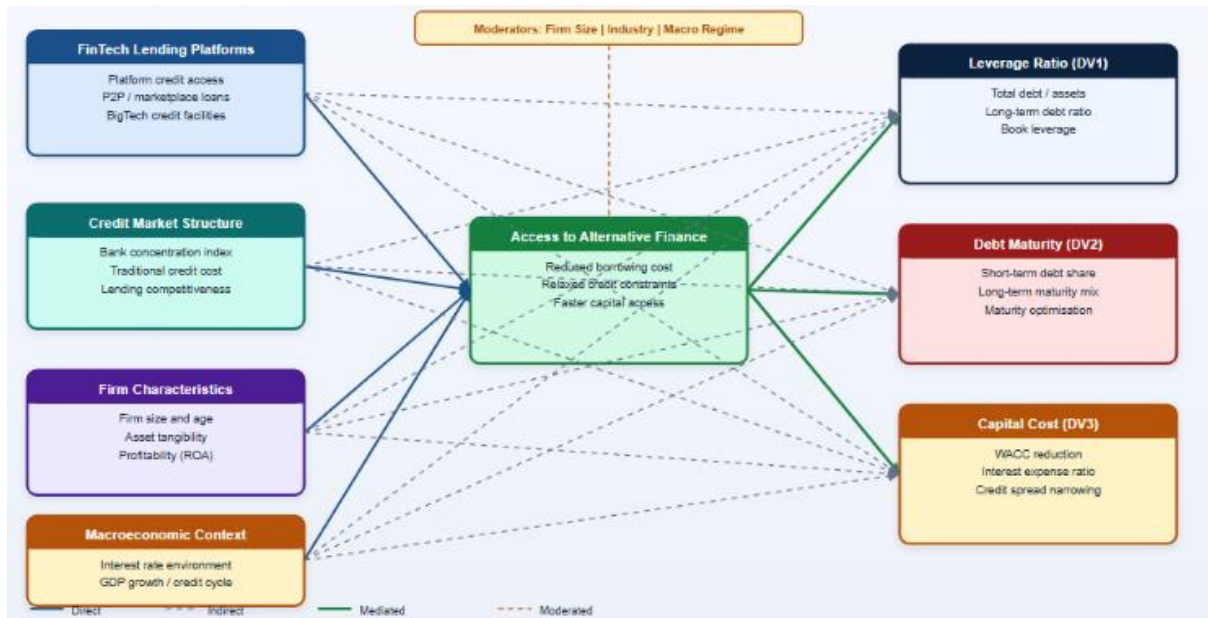 Moderators: Firm Size | Industry | Macro Regime
FinTech Lending Platforms
Platform credit access
P2P / marketplace loans
BigTech credit facilities
Credit Market Structure
Bank concentration index
Traditional credit cost
Lending competitiveness
Firm Characteristics
Firm size and age
Asset tangibility
Profitability (ROA)
Macroeconomic Context
Interest rate environment
GDP growth / credit cycle
Access to Alternative Finance
Reduced borrowing cost
Relaxed credit constraints
Faster capital access
Leverage Ratio (DV1)
Total debt / assets
Long-term debt ratio
Book leverage
Debt Maturity (DV2)
Short-term debt share
Long-term maturity mix
Maturity optimisation
Capital Cost (DV3)
WACC reduction
Interest expense ratio
Credit spread narrowing
Direct
Indirect
Mediated
Moderated